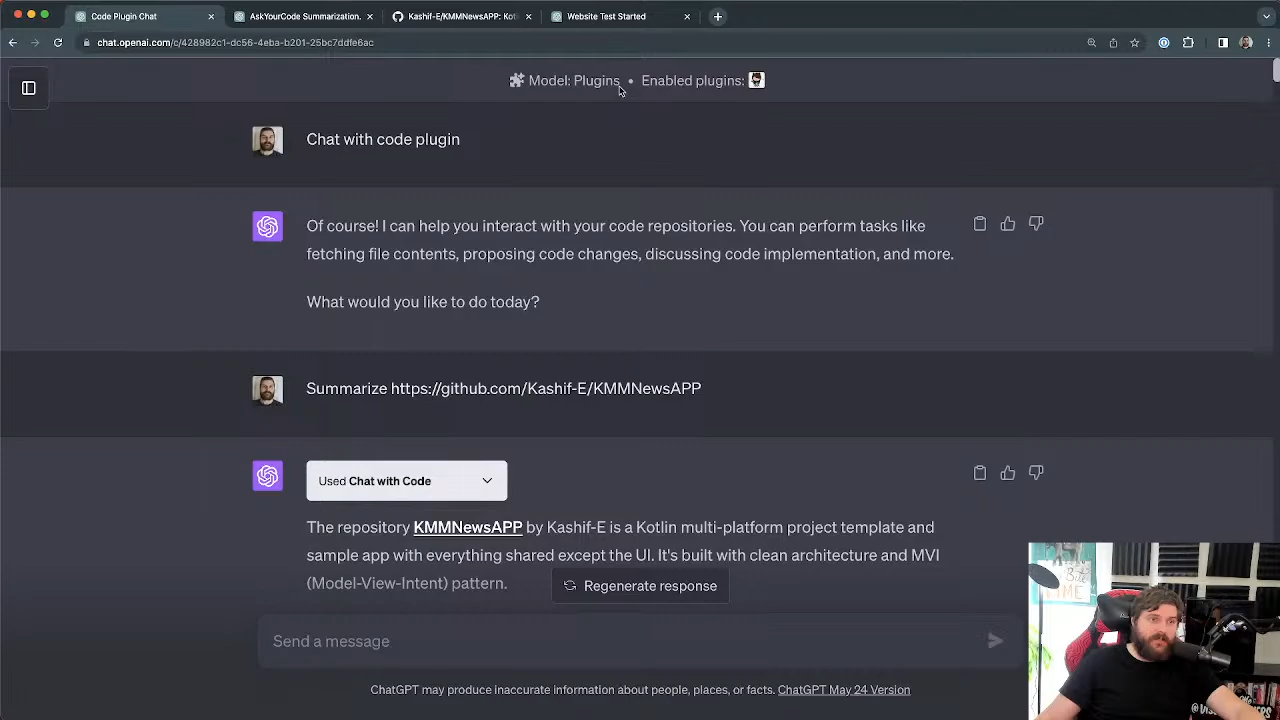 Code Plugin Chat
AskYourCode Summarization.
Kashif-E/KMMNewsAPP: Kot
Website Test Started
chat.openai.com/c/428982c1-dc56-4eba-b201-25bc7ddfe6ac
Model: Plugins • Enabled plugins:
Chat with code plugin
Of course! I can help you interact with your code repositories. You can perform tasks like
fetching file contents, proposing code changes, discussing code implementation, and more.
What would you like to do today?
Summarize https://github.com/Kashif-E/KMMNewsAPP
Used Chat with Code
The repository KMMNewsAPP by Kashif-E is a Kotlin multi-platform project template and
sample app with everything shared except the UI. It's built with clean architecture and MVI
(Model-View-Intent) pattern.
Regenerate response
Send a message
ChatGPT may produce inaccurate information about people, places, or facts. ChatGPT May 24 Version